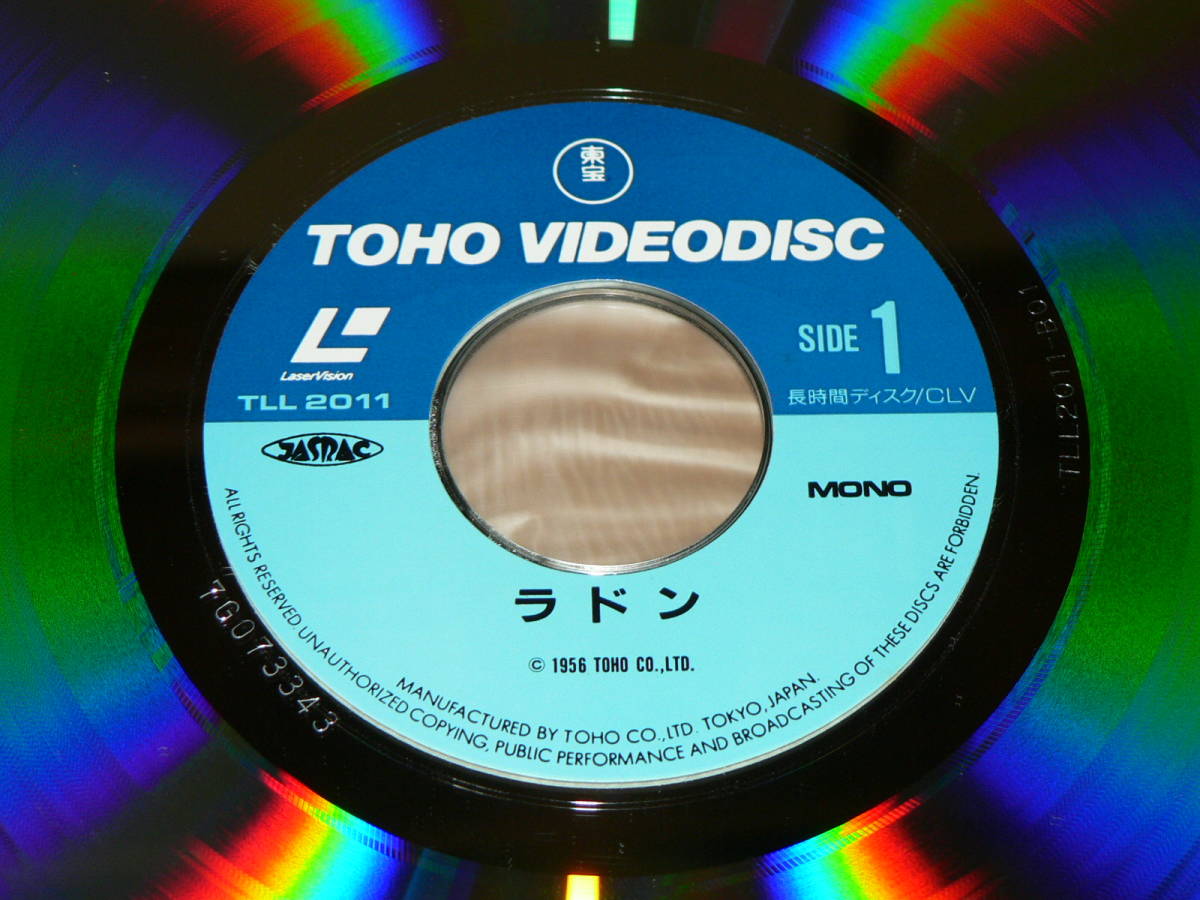 東宝
TOHO VIDEODISC
LaserVision
TLL 2011
SIDE 1
長時間ディスク/CLV
JASRAC
MONO
ラドン
© 1956 TOHO CO.,LTD.
MANUFACTURED BY TOHO CO.,LTD. TOKYO, JAPAN.
ALL RIGHTS RESERVED UNAUTHORIZED COPYING, PUBLIC PERFORMANCE AND BROADCASTING OF THESE DISCS ARE FORBIDDEN.
7G073343
TLL2011-B01